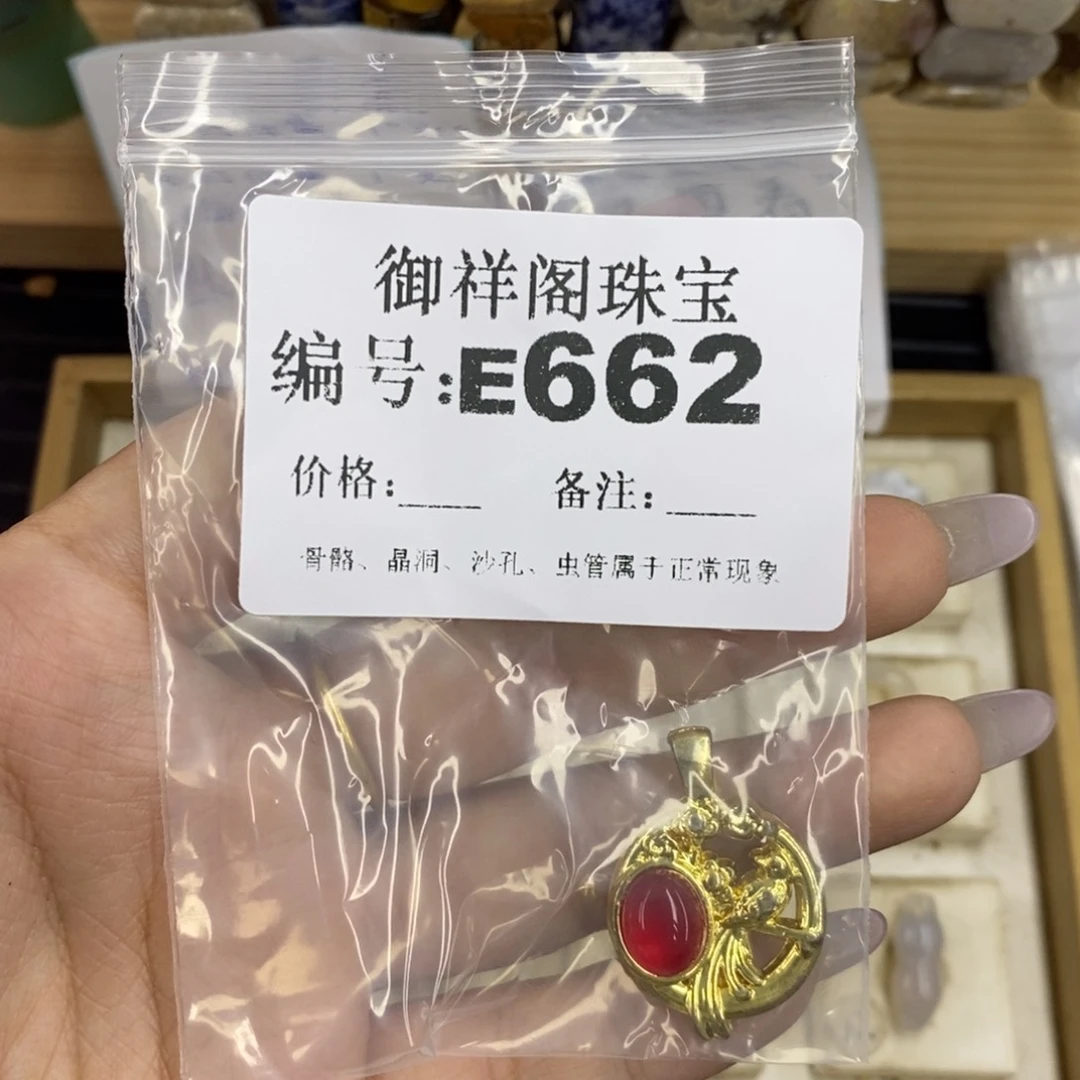 御祥阁珠宝
编号:E662
价格:____ 备注:____
骨骼、晶洞、沙孔、虫管属于正常现象